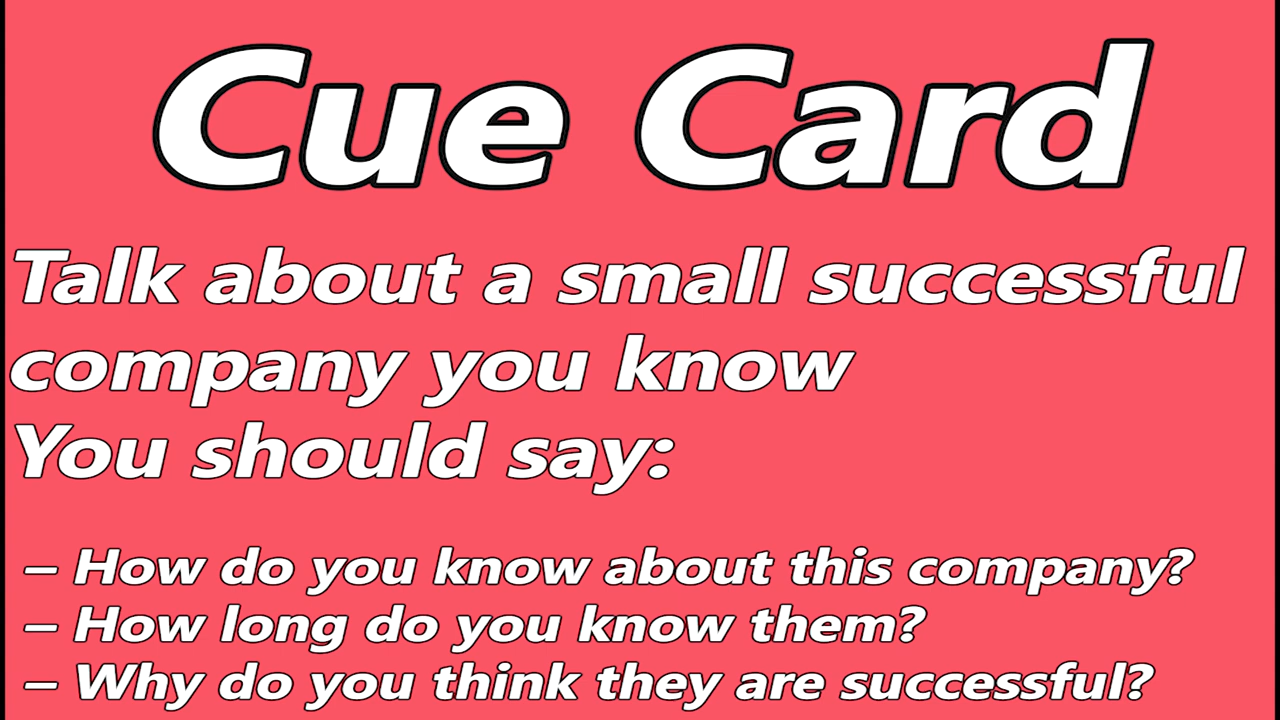 Cue Card
Talk about a small successful
company you know
You should say:
– How do you know about this company?
– How long do you know them?
– Why do you think they are successful?